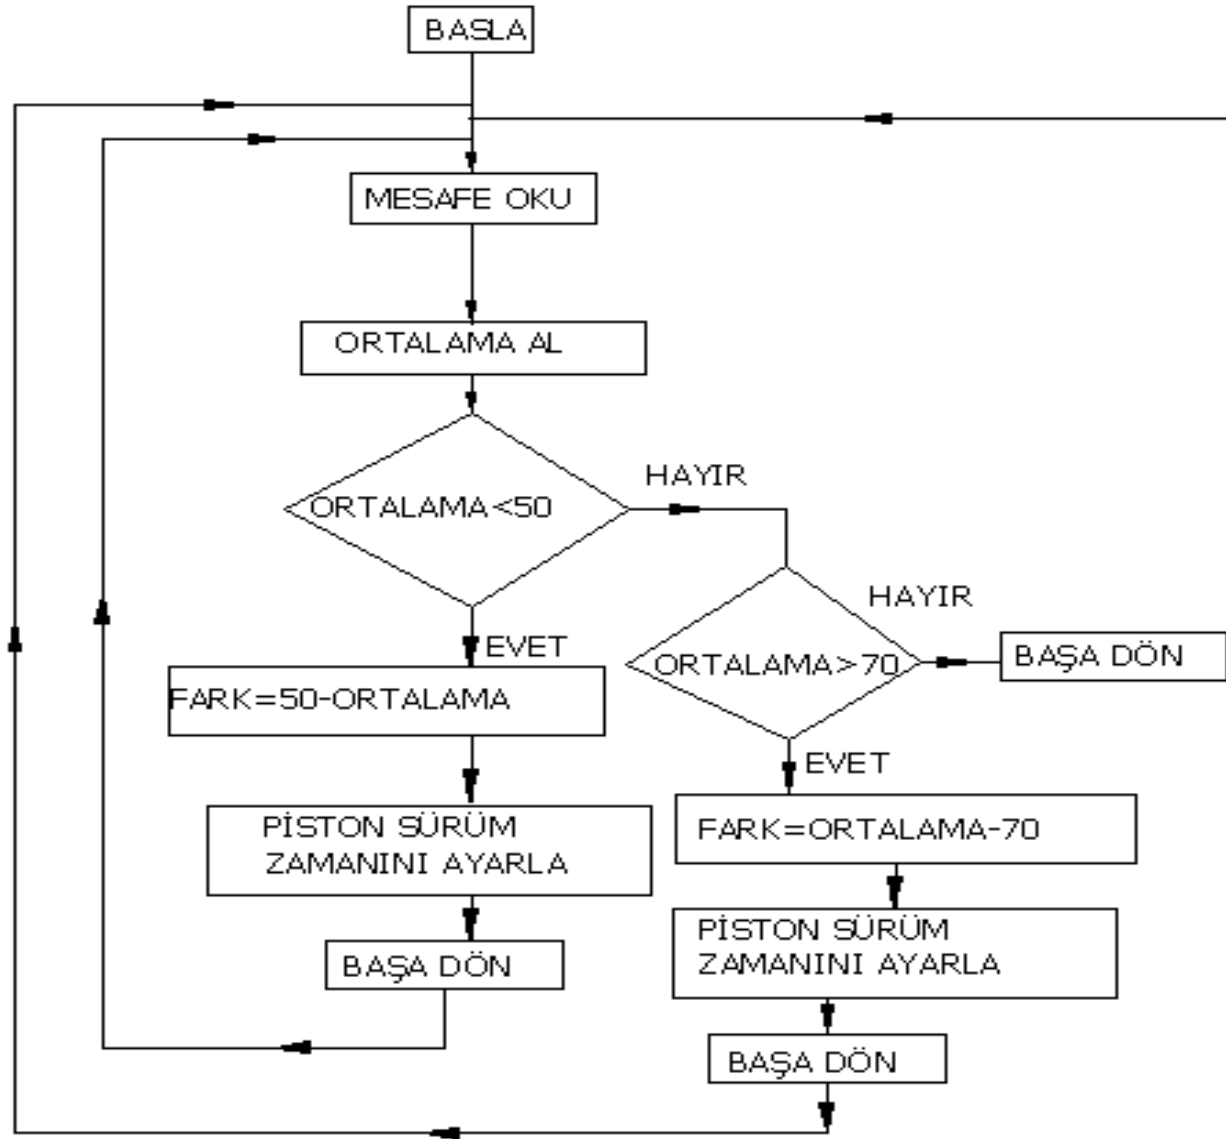 BASLA
MESAFE OKU
ORTALAMA AL
ORTALAMA<50
HAYIR
HAYIR
ORTALAMA>70
BAŞA DÖN
EVET
FARK=50-ORTALAMA
EVET
PİSTON SÜRÜM
ZAMANINI AYARLA
FARK=ORTALAMA-70
BAŞA DÖN
PİSTON SÜRÜM
ZAMANINI AYARLA
BAŞA DÖN